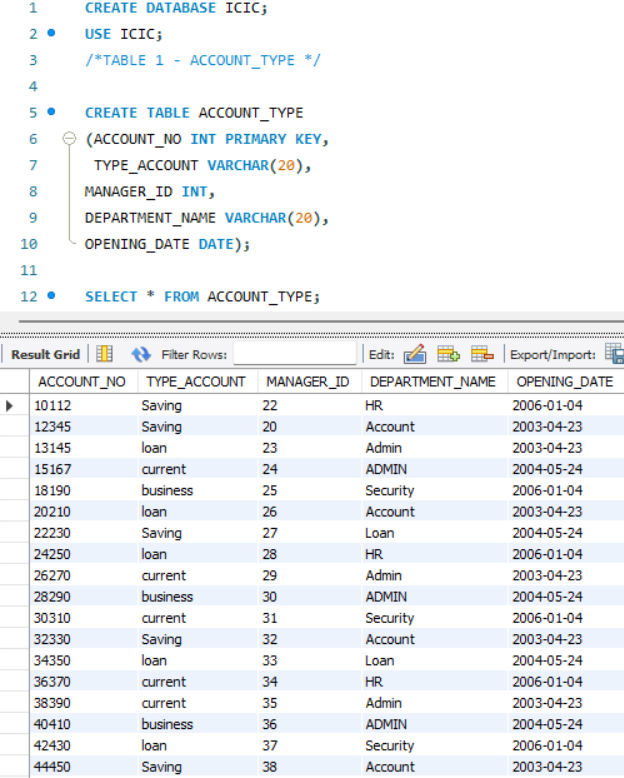 1 CREATE DATABASE ICIC;
2 USE ICIC;
3 /*TABLE 1 - ACCOUNT_TYPE */
4
5 CREATE TABLE ACCOUNT_TYPE
6 (ACCOUNT_NO INT PRIMARY KEY,
7 TYPE_ACCOUNT VARCHAR(20),
8 MANAGER_ID INT,
9 DEPARTMENT_NAME VARCHAR(20),
10 OPENING_DATE DATE);
11
12 SELECT * FROM ACCOUNT_TYPE;
Result Grid Filter Rows: Edit: Export/Import:
ACCOUNT_NO TYPE_ACCOUNT MANAGER_ID DEPARTMENT_NAME OPENING_DATE
10112 Saving 22 HR 2006-01-04
12345 Saving 20 Account 2003-04-23
13145 loan 23 Admin 2003-04-23
15167 current 24 ADMIN 2004-05-24
18190 business 25 Security 2006-01-04
20210 loan 26 Account 2003-04-23
22230 Saving 27 Loan 2004-05-24
24250 loan 28 HR 2006-01-04
26270 current 29 Admin 2003-04-23
28290 business 30 ADMIN 2004-05-24
30310 current 31 Security 2006-01-04
32330 Saving 32 Account 2003-04-23
34350 loan 33 Loan 2004-05-24
36370 current 34 HR 2006-01-04
38390 current 35 Admin 2003-04-23
40410 business 36 ADMIN 2004-05-24
42430 loan 37 Security 2006-01-04
44450 Saving 38 Account 2003-04-23